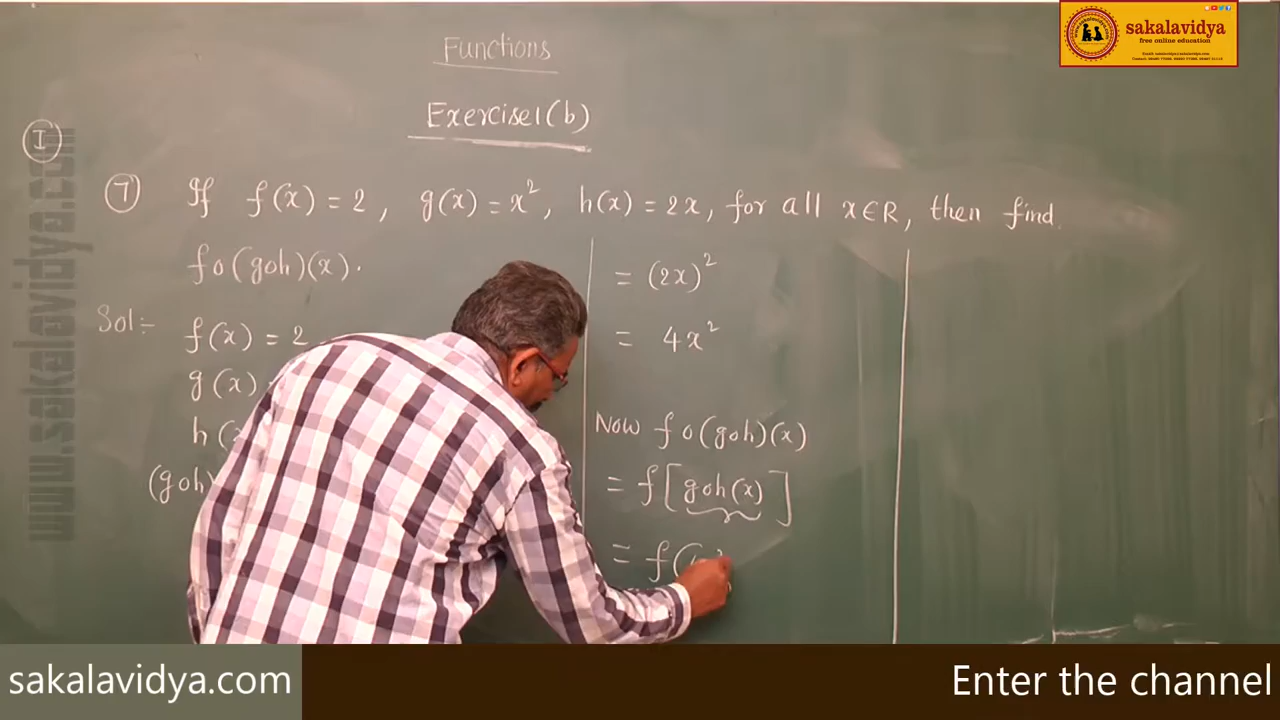 sakalavidya
free online education
Functions
Exercise1(b)
I
www.sakelavidya.com
7 If f(x) = 2, g(x) = x², h(x) = 2x, for all x∈R, then find
fo(goh)(x).
Sol:-
f(x) = 2
g(x)
h(
(goh)
= (2x)²
= 4x²
Now fo(goh)(x)
= f[goh(x)]
= f(
sakalavidya.com
Enter the channel